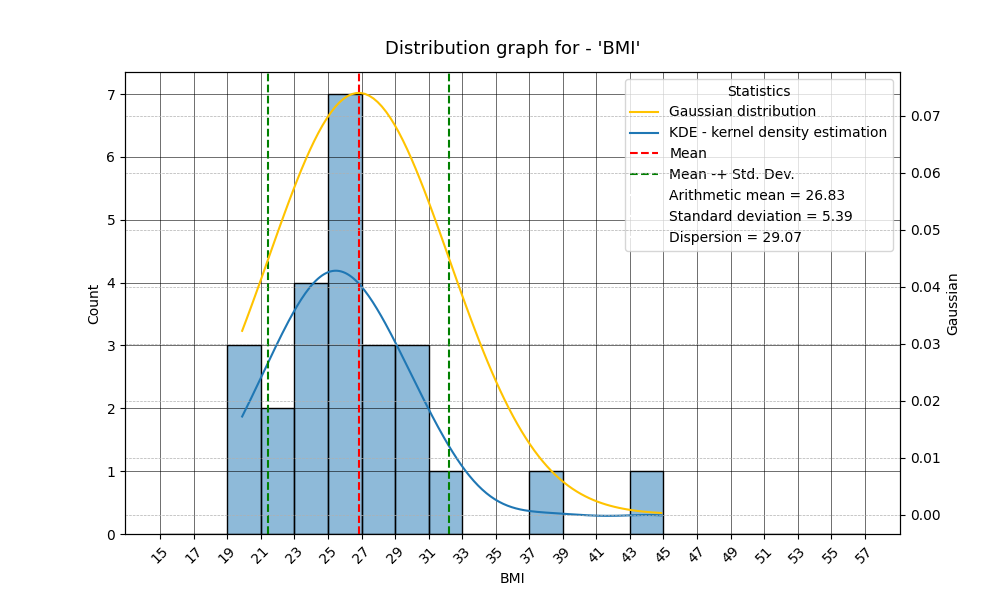 Distribution graph for - 'BMI'
Statistics
Gaussian distribution
KDE - kernel density estimation
Mean
Mean -+ Std. Dev.
Arithmetic mean = 26.83
Standard deviation = 5.39
Dispersion = 29.07
Count
7
6
5
4
3
2
1
0
0.07
0.06
0.05
0.04
0.03
0.02
0.01
0.00
Gaussian
15 17 19 21 23 25 27 29 31 33 35 37 39 41 43 45 47 49 51 53 55 57
BMI